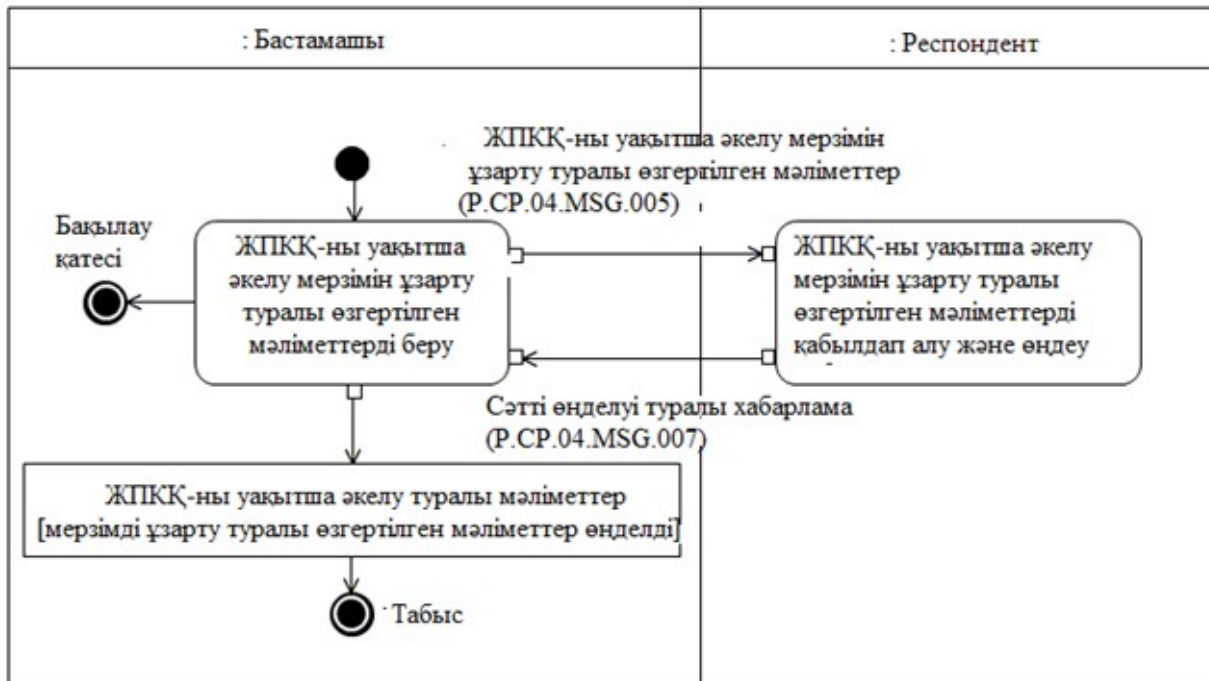 : Бастамашы
: Респондент
ЖПКҚ-ны уақытша әкелу мерзімін
ұзарту туралы өзгертілген мәліметтер
(P.CP.04.MSG.005)
Бақылау
қатесі
ЖПКҚ-ны уақытша
әкелу мерзімін ұзарту
туралы өзгертілген
мәліметтерді беру
ЖПКҚ-ны уақытша әкелу
мерзімін ұзарту туралы
өзгертілген мәліметтерді
қабылдап алу және өңдеу
Сәтті өңделуі туралы хабарлама
(P.CP.04.MSG.007)
ЖПКҚ-ны уақытша әкелу туралы мәліметтер
[мерзімді ұзарту туралы өзгертілген мәліметтер өңделді]
Табыс